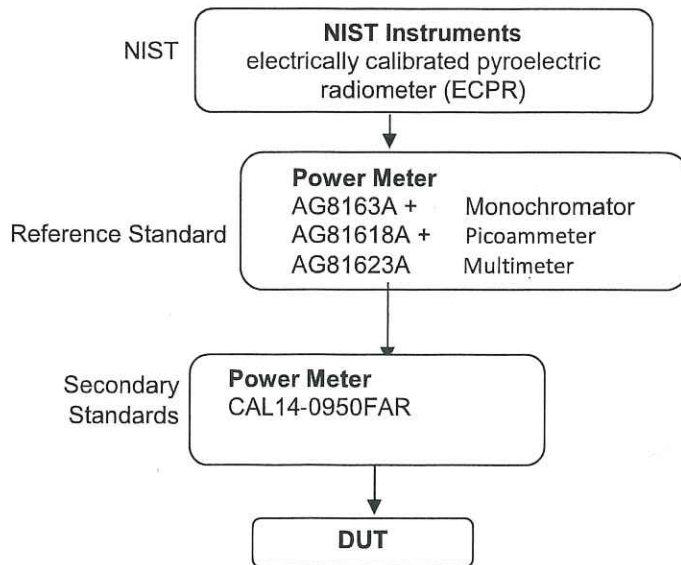 NIST
NIST Instruments
electrically calibrated pyroelectric
radiometer (ECPR)
Reference Standard
Power Meter
AG8163A + Monochromator
AG81618A + Picoammeter
AG81623A Multimeter
Secondary
Standards
Power Meter
CAL14-0950FAR
DUT